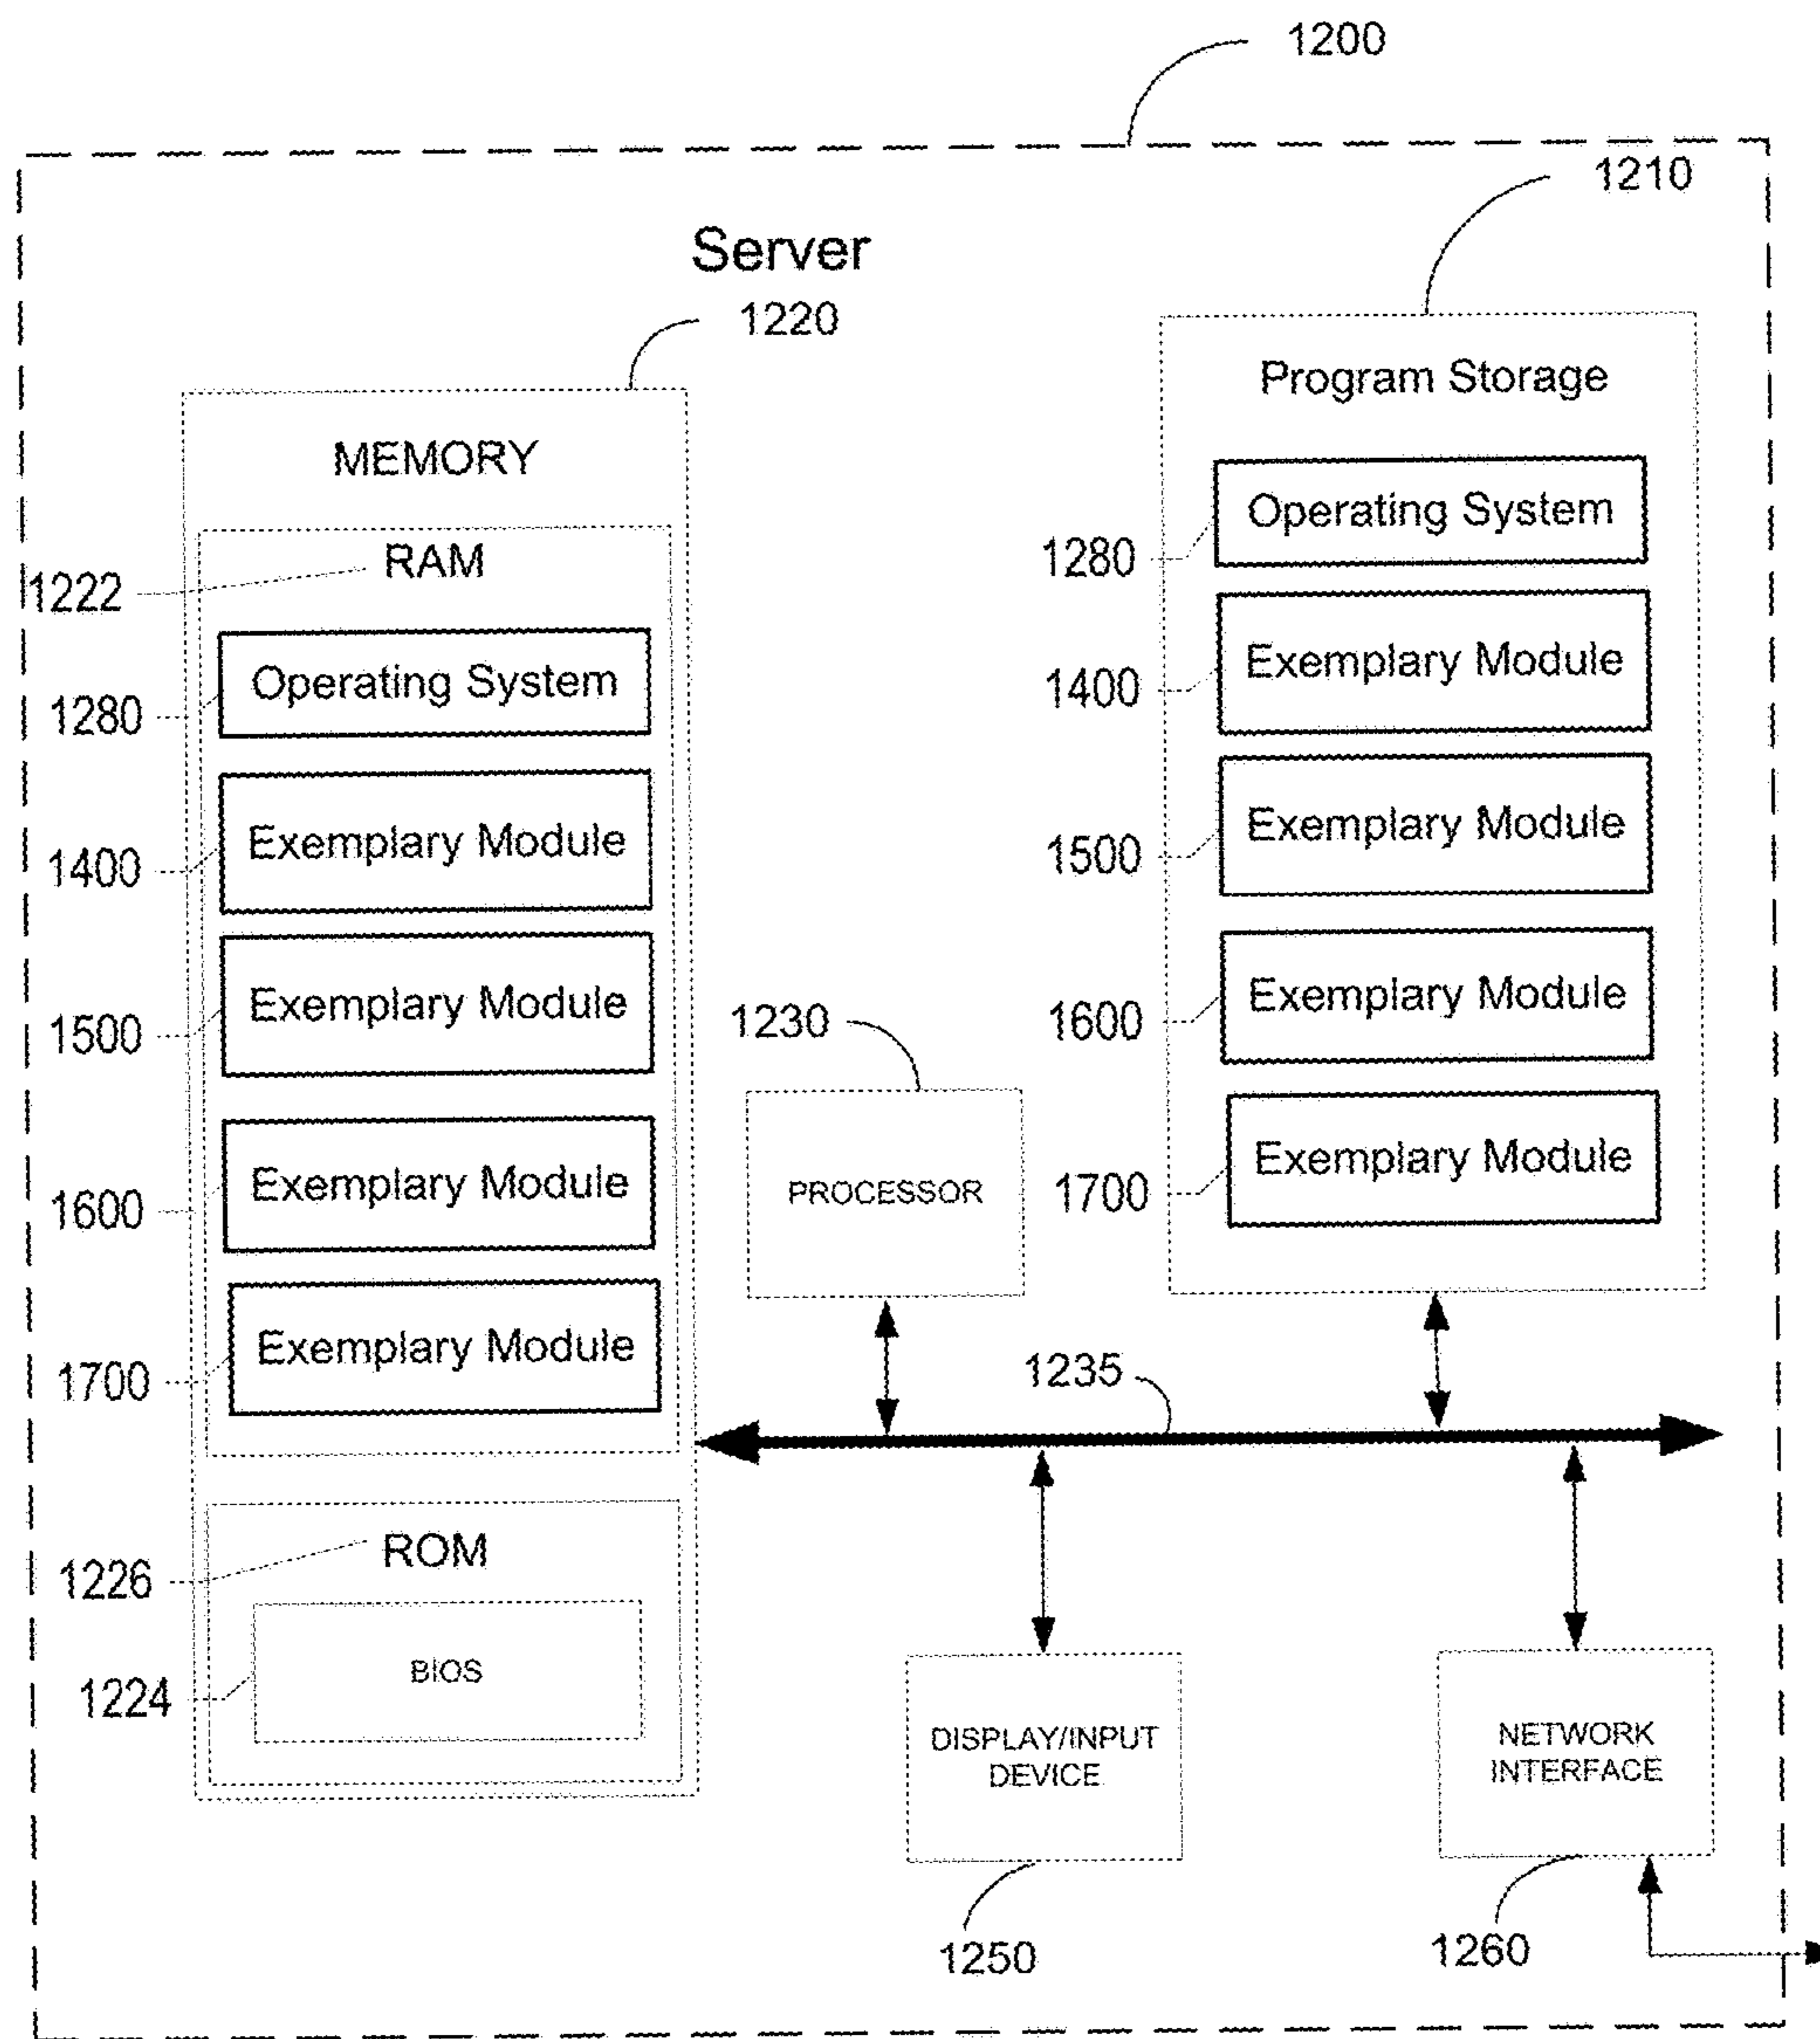 1200
1210
Server
1220
Program Storage
MEMORY
Operating System
1280
RAM
1222
Exemplary Module
1400
Operating System
1280
Exemplary Module
1500
Exemplary Module
1400
Exemplary Module
1600
Exemplary Module
1500
1230
Exemplary Module
1700
PROCESSOR
Exemplary Module
1600
Exemplary Module
1700
1235
ROM
1226
BIOS
1224
DISPLAY/INPUT
DEVICE
NETWORK
INTERFACE
1250
1260